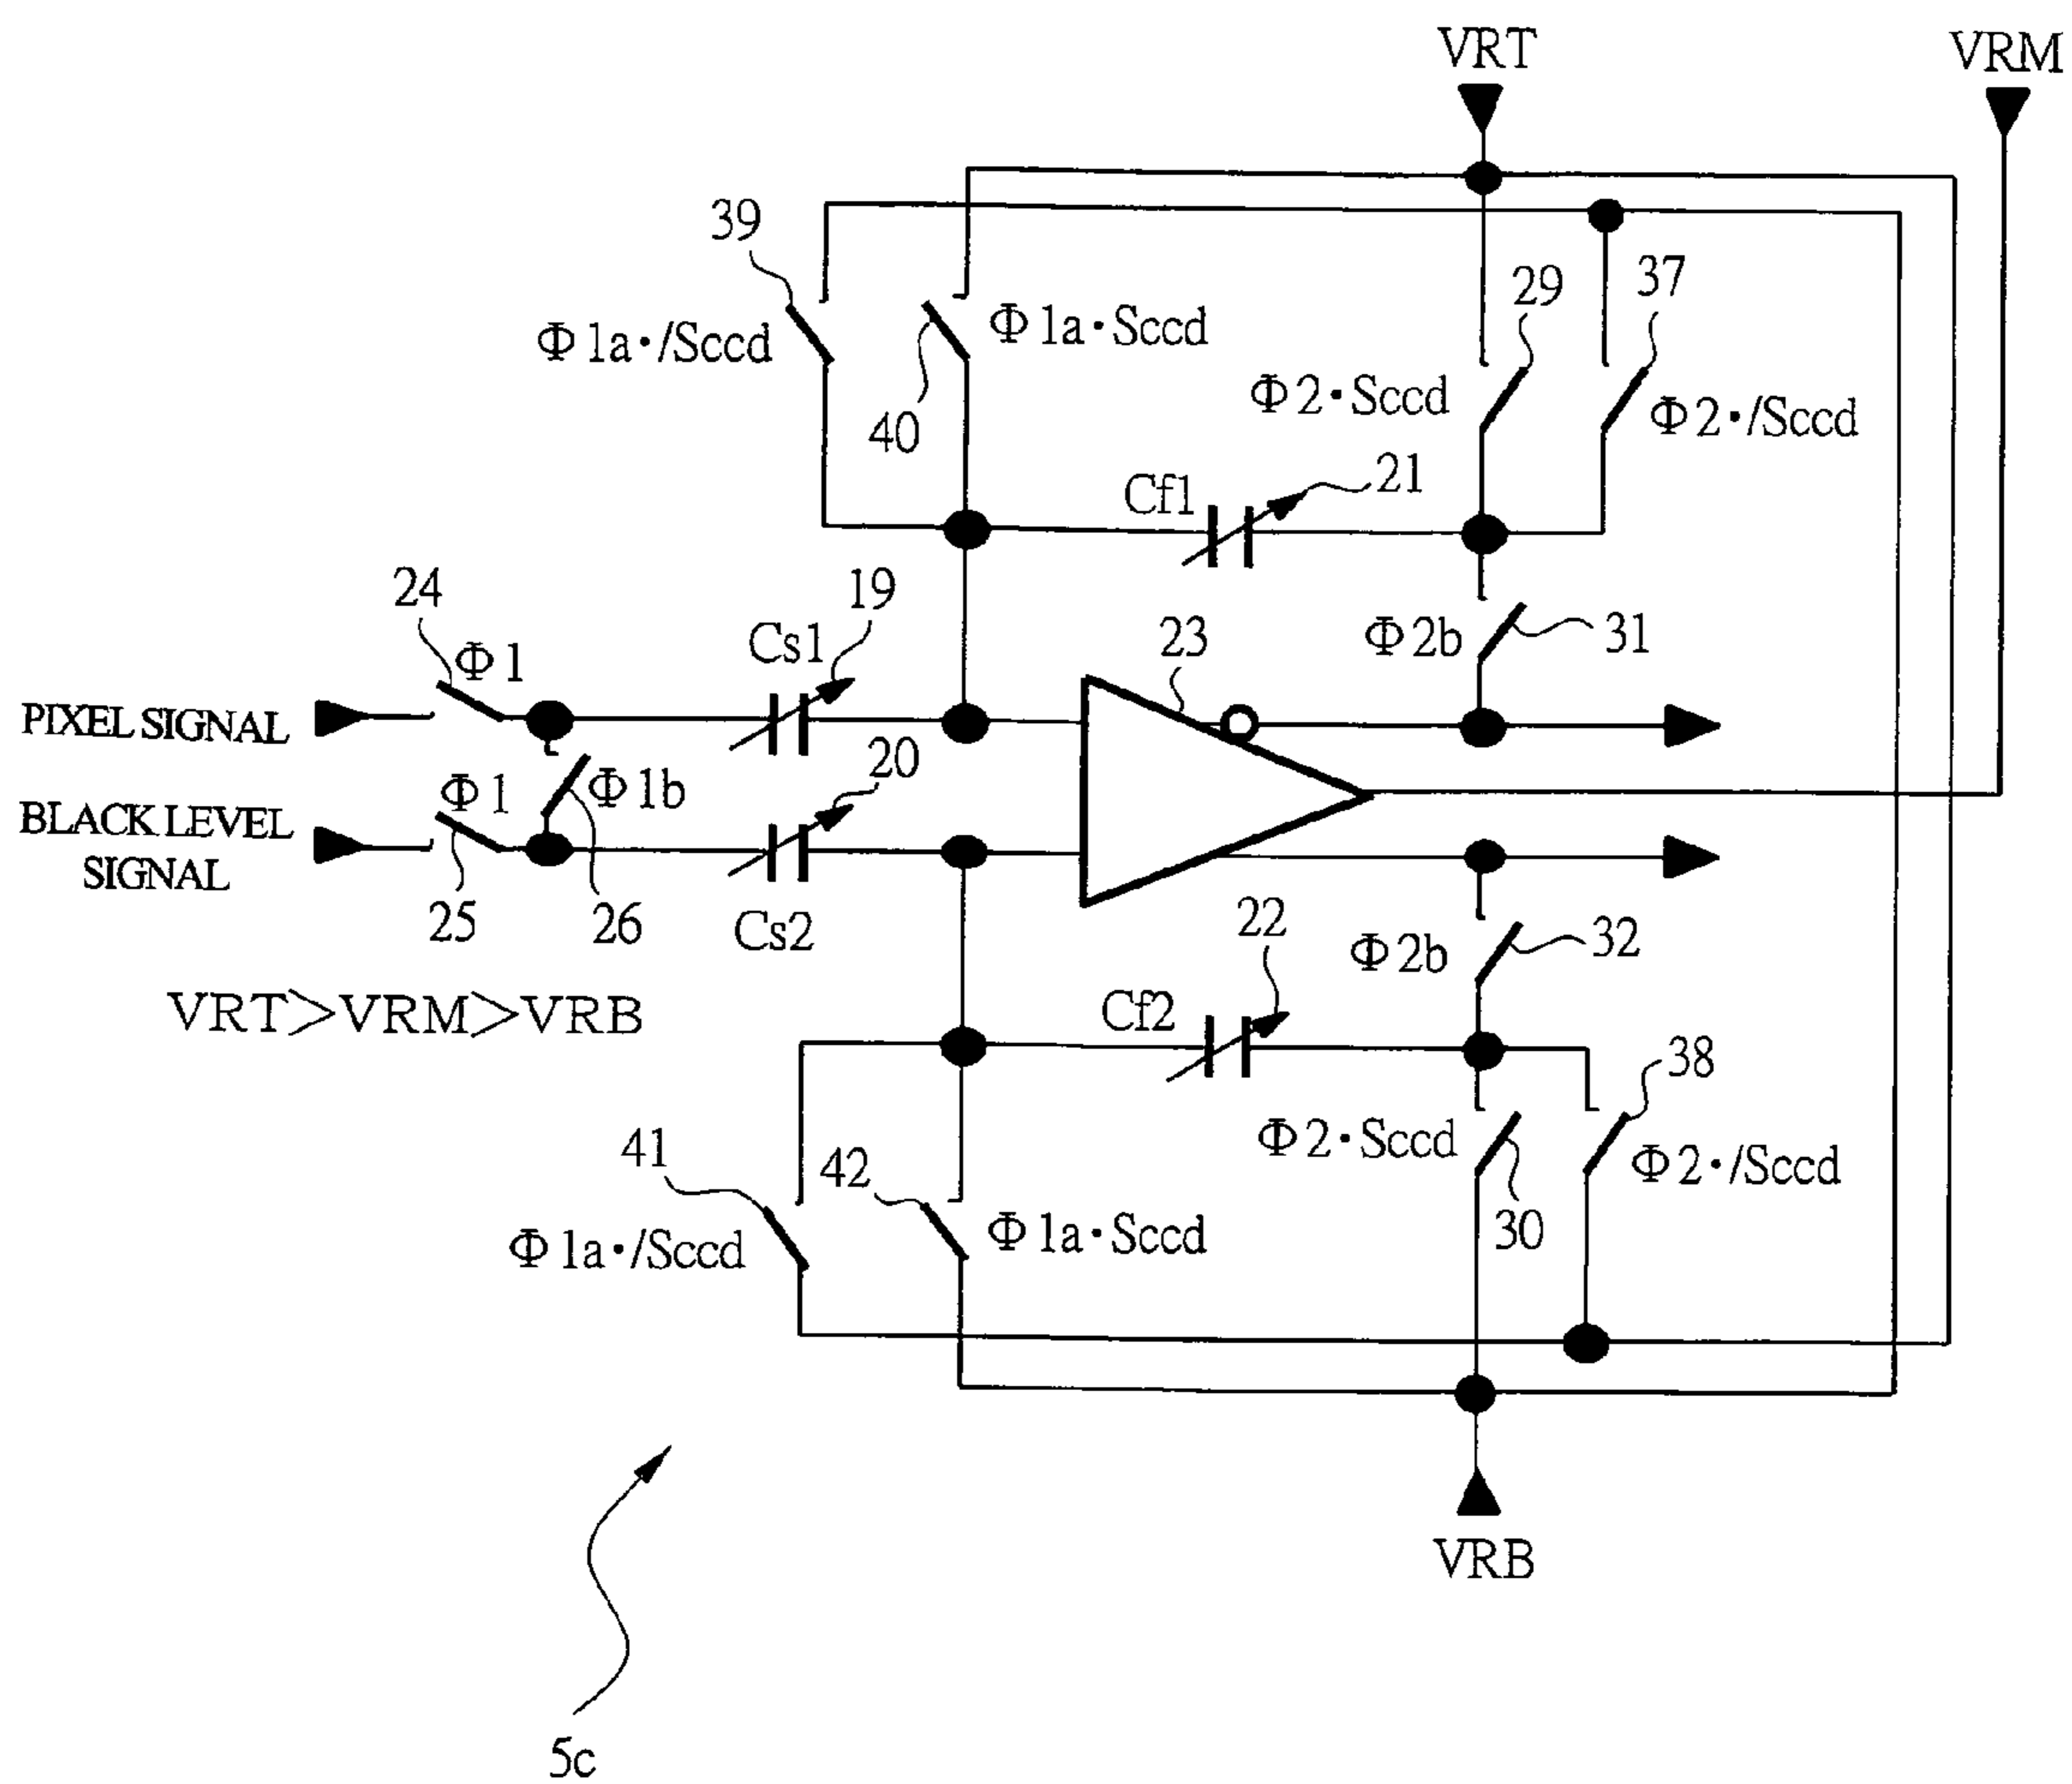 VRT
VRM
39
Φ1a・/Sccd
40
Φ1a・Sccd
29
37
Φ2・Sccd
Φ2・/Sccd
Cf1
21
24
Φ1
Cs1
19
23
Φ2b
31
PIXEL SIGNAL
Φ1
Φ1b
20
BLACK LEVEL
SIGNAL
25
26
Cs2
22
Φ2b
32
VRT>VRM>VRB
Cf2
38
41
42
Φ2・Sccd
Φ2・/Sccd
30
Φ1a・/Sccd
Φ1a・Sccd
VRB
5c